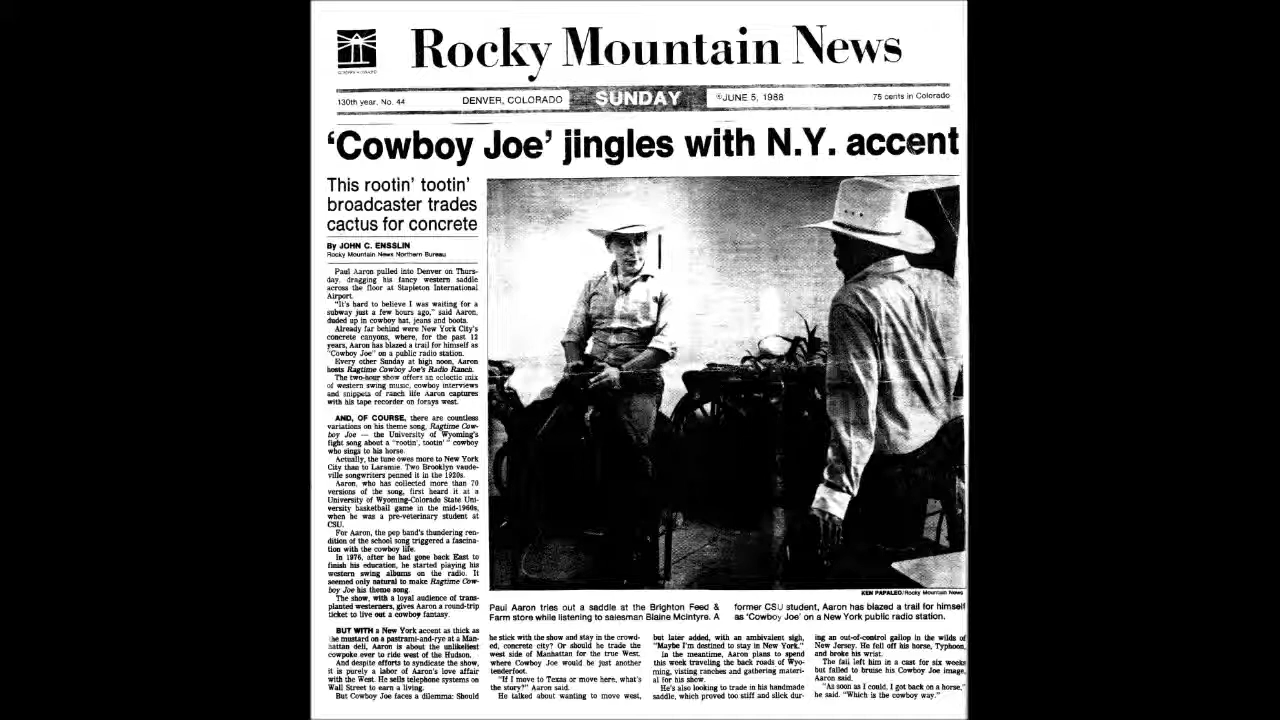 Rocky Mountain News
130th year, No. 44
DENVER, COLORADO
SUNDAY
JUNE 5, 1988
75 cents in Colorado
'Cowboy Joe' jingles with N.Y. accent
This rootin' tootin'
broadcaster trades
cactus for concrete
By JOHN C. ENSSLIN
Rocky Mountain News Northern Bureau
Paul Aaron pulled into Denver on Thurs-
day, dragging his fancy western saddle
across the floor at Stapleton International
Airport.
"It's hard to believe I was waiting for a
subway just a few hours ago," said Aaron,
duded up in cowboy hat, jeans and boots.
Already far behind were New York City's
concrete canyons, where, for the past 12
years, Aaron has blazed a trail for himself as
"Cowboy Joe" on a public radio station.
Every other Sunday at high noon, Aaron
hosts Ragtime Cowboy Joe's Radio Ranch.
The two-hour show offers an eclectic mix
of western swing music, cowboy interviews
and snippets of ranch life Aaron captures
with his tape recorder on forays west.
AND, OF COURSE, there are countless
variations on his theme song, Ragtime Cow-
boy Joe — the University of Wyoming's
fight song about a "rootin', tootin' " cowboy
who sings to his horse.
Actually, the tune owes more to New York
City than to Laramie. Two Brooklyn vaude-
ville songwriters penned it in the 1920s.
Aaron, who has collected more than 70
versions of the song, first heard it at a
University of Wyoming-Colorado State Uni-
versity basketball game in the mid-1960s,
when he was a pre-veterinary student at
CSU.
For Aaron, the pep band's thundering ren-
dition of the school song triggered a fascina-
tion with the cowboy life.
In 1976, after he had gone back East to
finish his education, he started playing his
western swing albums on the radio. It
seemed only natural to make Ragtime Cow-
boy Joe his theme song.
The show, with a loyal audience of trans-
planted westerners, gives Aaron a round-trip
ticket to live out a cowboy fantasy.
BUT WITH a New York accent as thick as
the mustard on a pastrami-and-rye at a Man-
hattan deli, Aaron is about the unlikeliest
cowpoke ever to ride west of the Hudson.
And despite efforts to syndicate the show,
it is purely a labor of Aaron's love affair
with the West. He sells telephone systems on
Wall Street to earn a living.
But Cowboy Joe faces a dilemma: Should
KEN PAPALEO/Rocky Mountain News
Paul Aaron tries out a saddle at the Brighton Feed &
Farm store while listening to salesman Blaine McIntyre. A
former CSU student, Aaron has blazed a trail for himself
as 'Cowboy Joe' on a New York public radio station.
he stick with the show and stay in the crowd-
ed, concrete city? Or should he trade the
west side of Manhattan for the true West,
where Cowboy Joe would be just another
tenderfoot.
"If I move to Texas or move here, what's
the story?" Aaron said.
He talked about wanting to move west,
but later added, with an ambivalent sigh,
"Maybe I'm destined to stay in New York."
In the meantime, Aaron plans to spend
this week traveling the back roads of Wyo-
ming, visiting ranches and gathering materi-
al for his show.
He's also looking to trade in his handmade
saddle, which proved too stiff and slick dur-
ing an out-of-control gallop in the wilds of
New Jersey. He fell off his horse, Typhoon,
and broke his wrist.
The fall left him in a cast for six weeks
but failed to bruise his Cowboy Joe image,
Aaron said.
"As soon as I could, I got back on a horse,"
he said. "Which is the cowboy way."